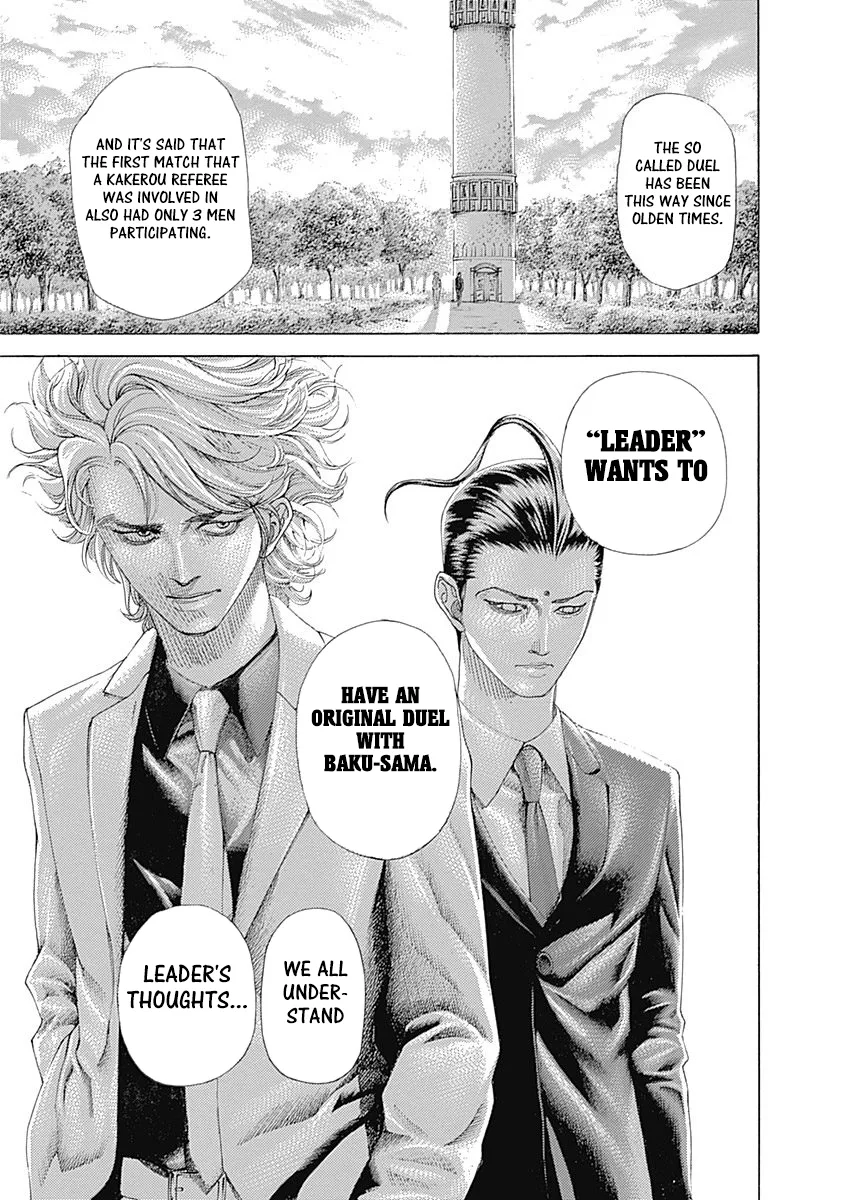 THE SO
CALLED DUEL
HAS BEEN
THIS WAY SINCE
OLDEN TIMES.
AND IT'S SAID THAT
THE FIRST MATCH THAT
A KAKEROU REFEREE
WAS INVOLVED IN
ALSO HAD ONLY 3 MEN
PARTICIPATING.
“LEADER”
WANTS TO
HAVE AN
ORIGINAL DUEL
WITH
BAKU-SAMA.
WE ALL
UNDER-
STAND
LEADER'S
THOUGHTS...